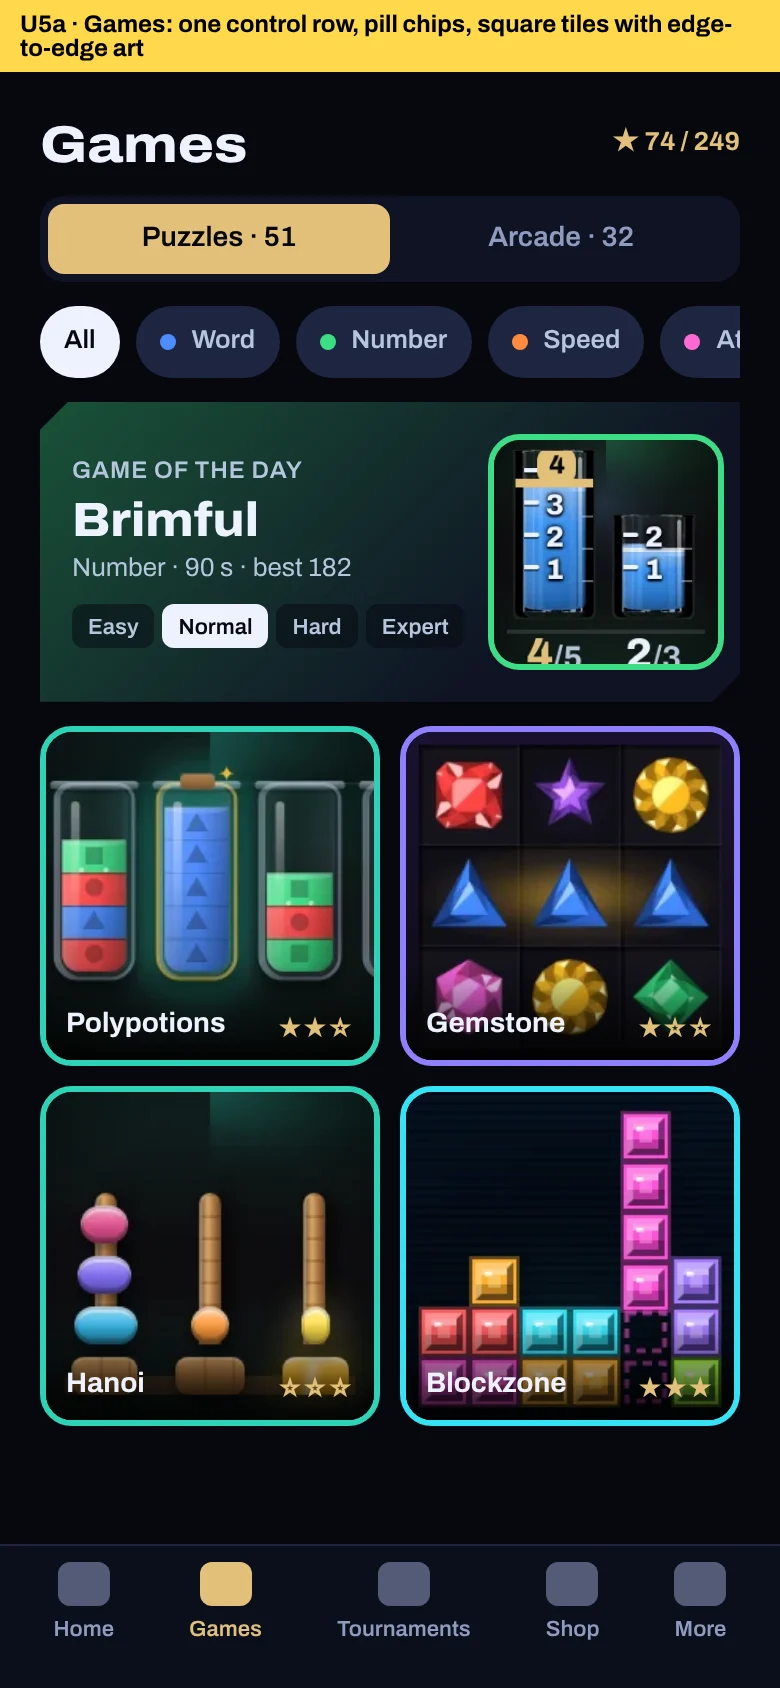 U5a · Games: one control row, pill chips, square tiles with edge-
to-edge art
Games
★ 74 / 249
Puzzles · 51
Arcade · 32
All
Word
Number
Speed
At
GAME OF THE DAY
Brimful
Number · 90 s · best 182
Easy
Normal
Hard
Expert
4
3
2
1
2
1
4/5
2/3
Polypotions
★★☆
Gemstone
★☆☆
Hanoi
☆☆☆
Blockzone
★★★
Home
Games
Tournaments
Shop
More